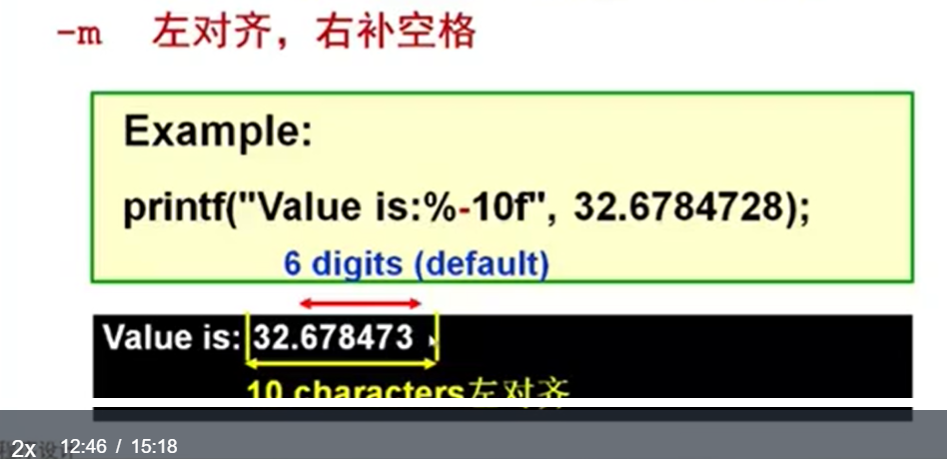 -m 左对齐，右补空格
Example:
printf("Value is:%-10f", 32.6784728);
6 digits (default)
Value is: 32.678473
10 characters左对齐
2x 12:46 / 15:18